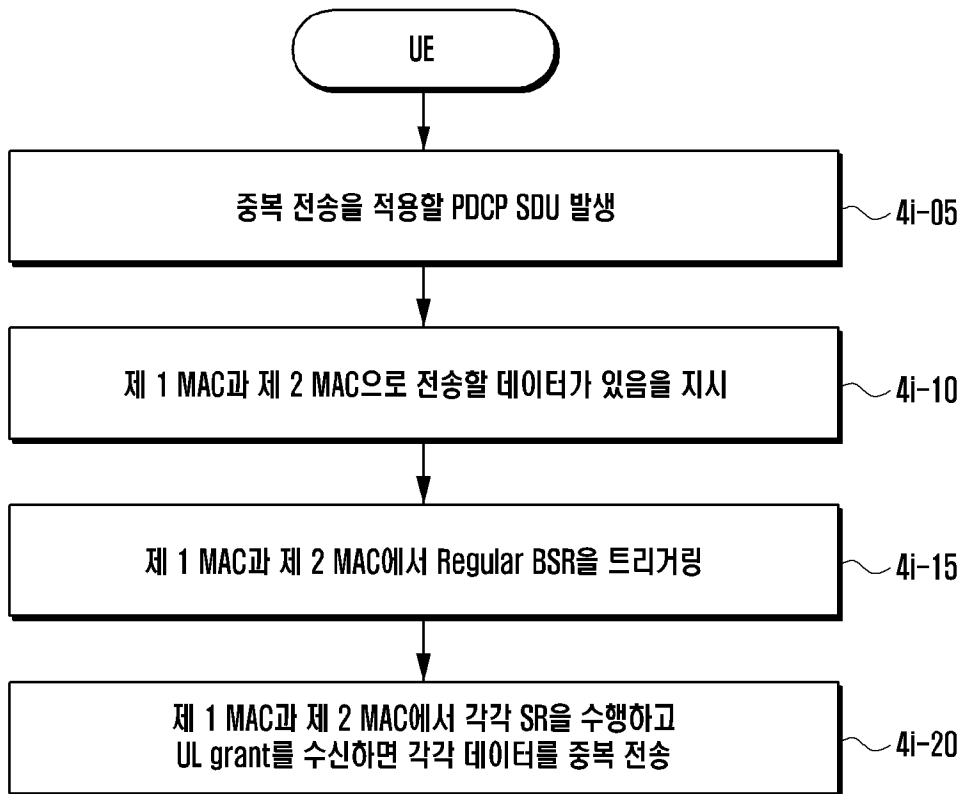 UE
중복 전송을 적용할 PDCP SDU 발생
4i-05
제 1 MAC과 제 2 MAC으로 전송할 데이터가 있음을 지시
4i-10
제 1 MAC과 제 2 MAC에서 Regular BSR을 트리거링
4i-15
제 1 MAC과 제 2 MAC에서 각각 SR을 수행하고
UL grant를 수신하면 각각 데이터를 중복 전송
4i-20